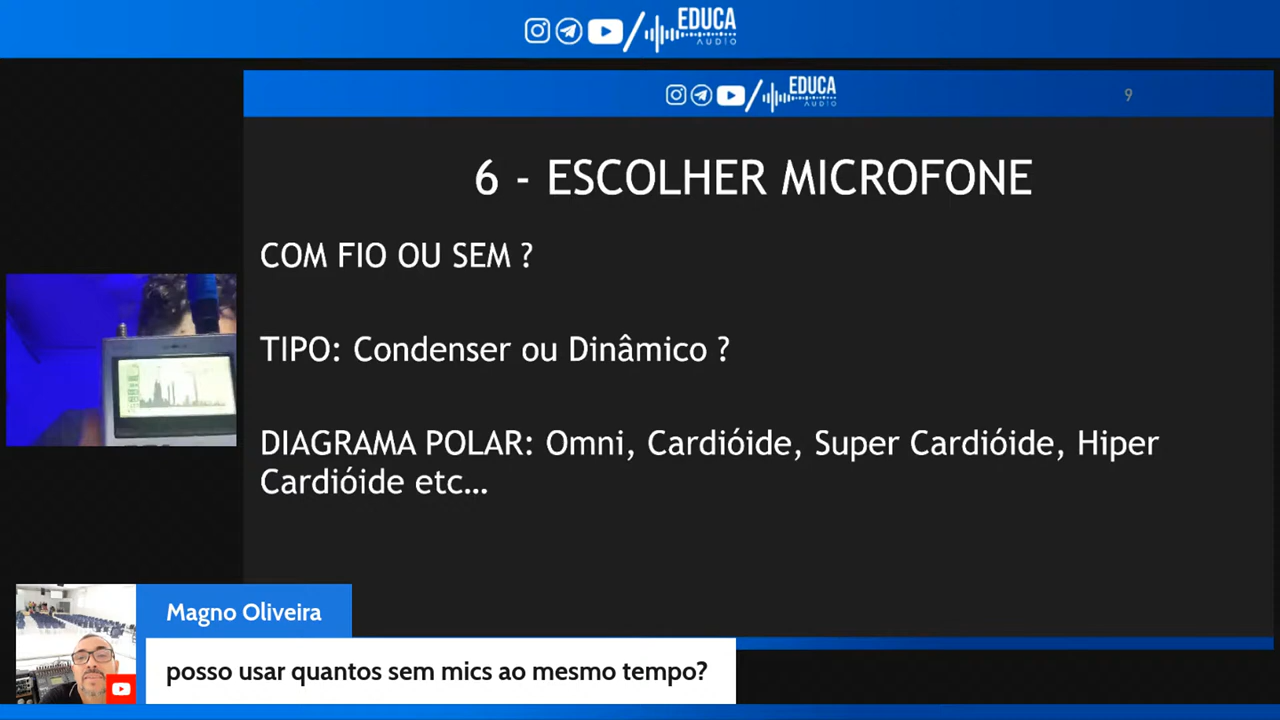 EDUCA
AUDIO
EDUCA
AUDIO
9
6 - ESCOLHER MICROFONE
COM FIO OU SEM ?
TIPO: Condenser ou Dinâmico ?
DIAGRAMA POLAR: Omni, Cardióide, Super Cardióide, Hiper
Cardióide etc...
Magno Oliveira
posso usar quantos sem mics ao mesmo tempo?